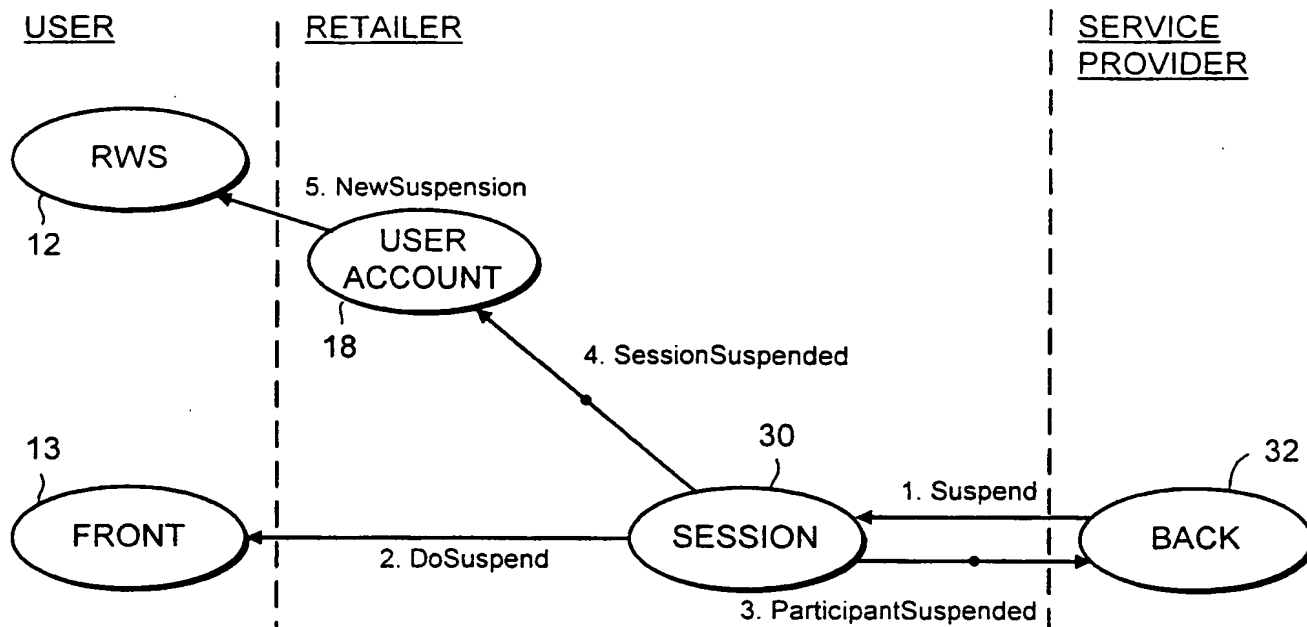 USER
RETAILER
SERVICE
PROVIDER
RWS
5. NewSuspension
12
USER
ACCOUNT
18
4. SessionSuspended
13
30
32
1. Suspend
FRONT
SESSION
BACK
2. DoSuspend
3. ParticipantSuspended